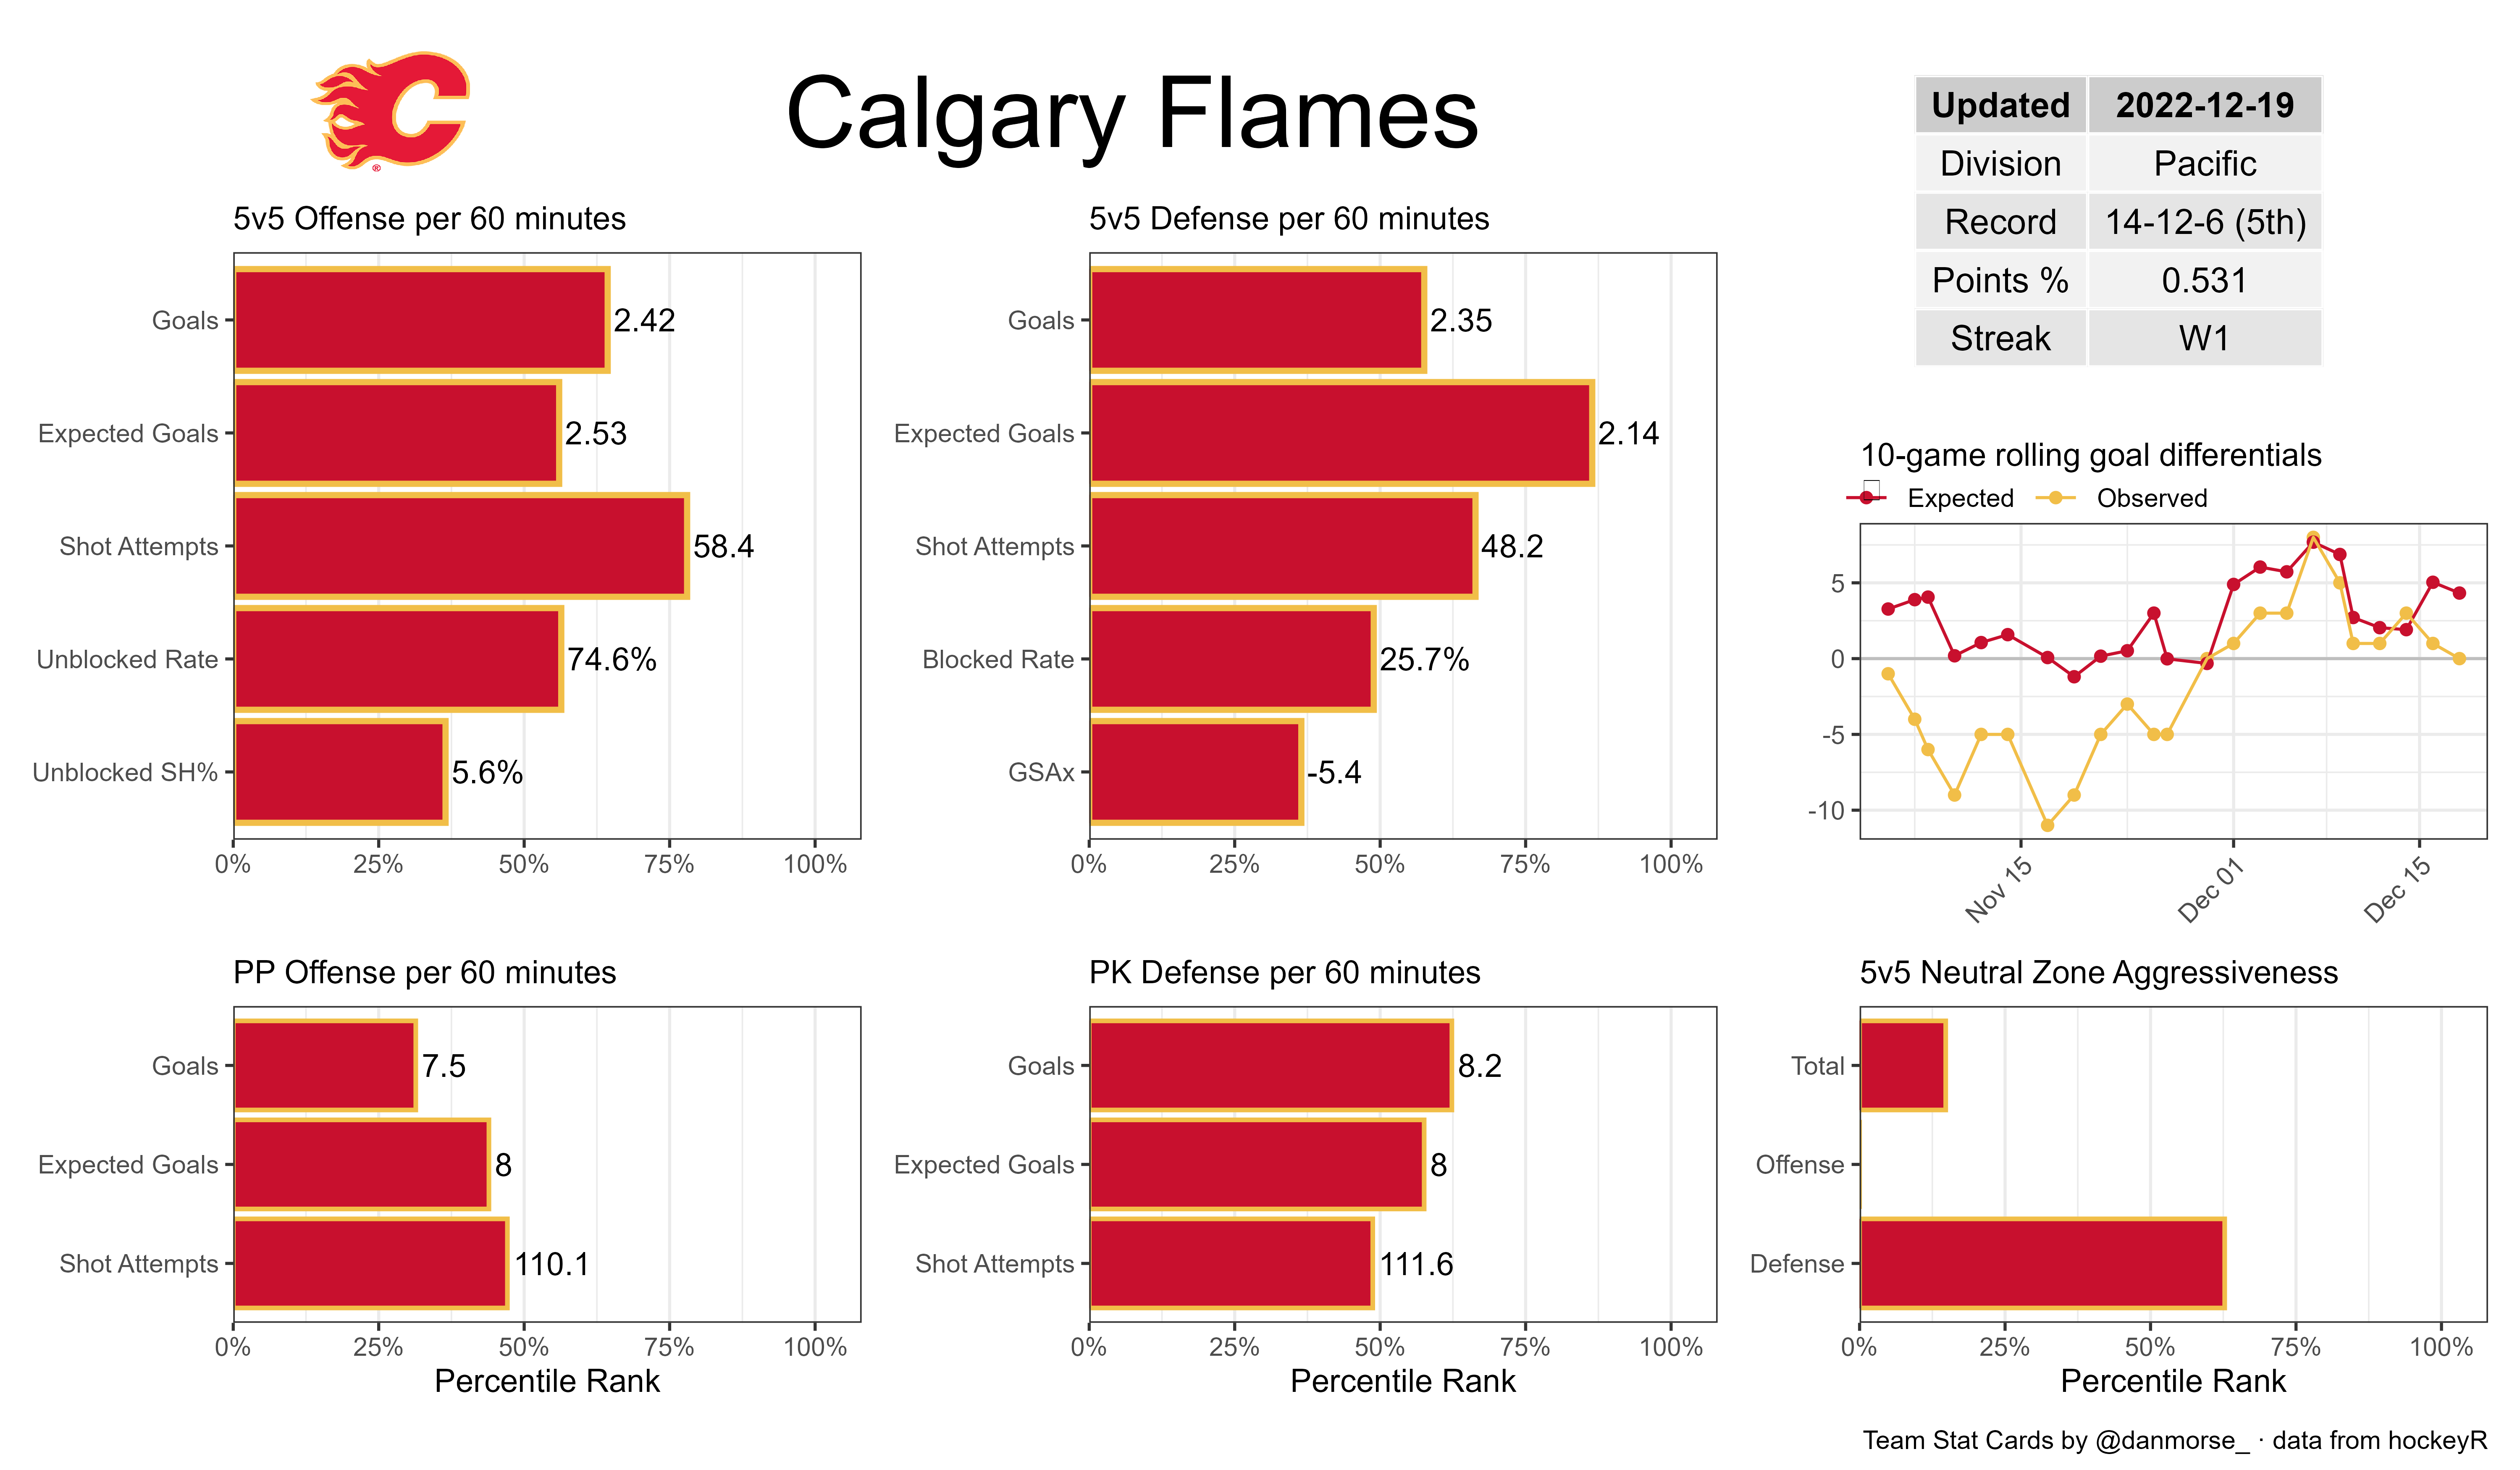 Calgary Flames
Updated 2022-12-19
Division Pacific
Record 14-12-6 (5th)
Points % 0.531
Streak W1
5v5 Offense per 60 minutes
Goals 2.42
Expected Goals 2.53
Shot Attempts 58.4
Unblocked Rate 74.6%
Unblocked SH% 5.6%
0% 25% 50% 75% 100%
5v5 Defense per 60 minutes
Goals 2.35
Expected Goals 2.14
Shot Attempts 48.2
Blocked Rate 25.7%
GSAx -5.4
0% 25% 50% 75% 100%
10-game rolling goal differentials
Expected Observed
5
0
-5
-10
Nov 15 Dec 01 Dec 15
PP Offense per 60 minutes
Goals 7.5
Expected Goals 8
Shot Attempts 110.1
0% 25% 50% 75% 100%
Percentile Rank
PK Defense per 60 minutes
Goals 8.2
Expected Goals 8
Shot Attempts 111.6
0% 25% 50% 75% 100%
Percentile Rank
5v5 Neutral Zone Aggressiveness
Total
Offense
Defense
0% 25% 50% 75% 100%
Percentile Rank
Team Stat Cards by @danmorse_ · data from hockeyR